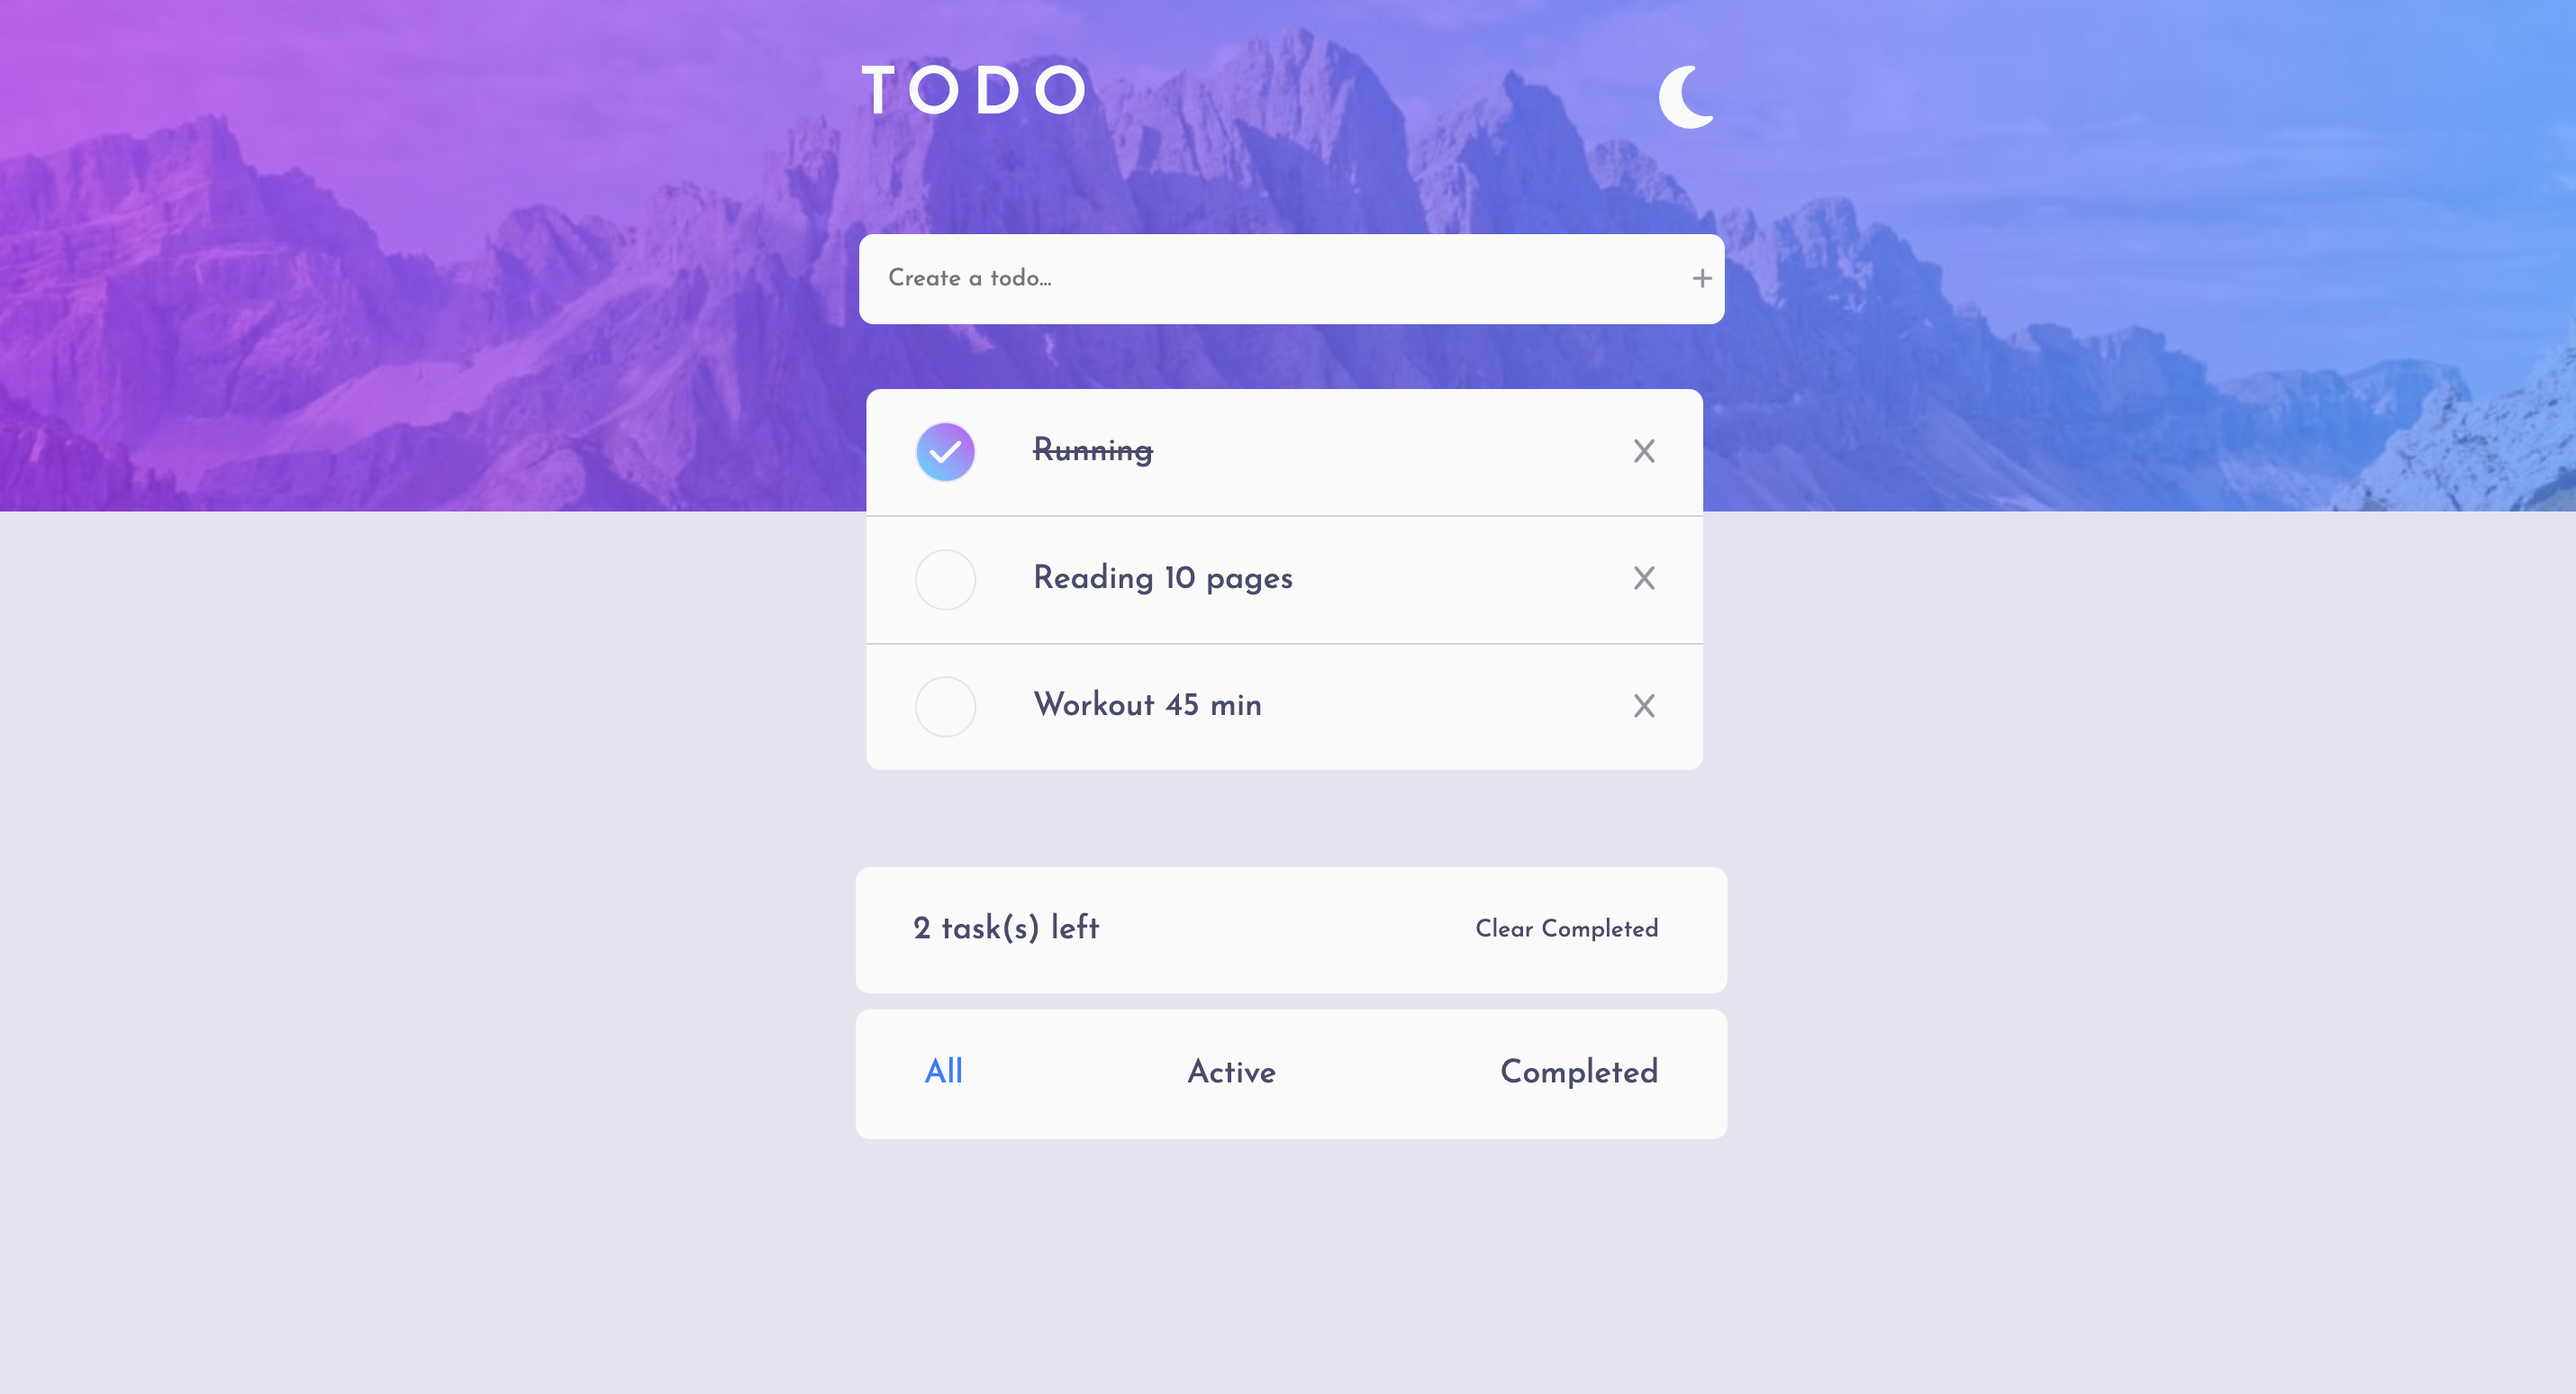 TODO
Create a todo...
Running
Reading 10 pages
Workout 45 min
2 task(s) left
Clear Completed
All
Active
Completed